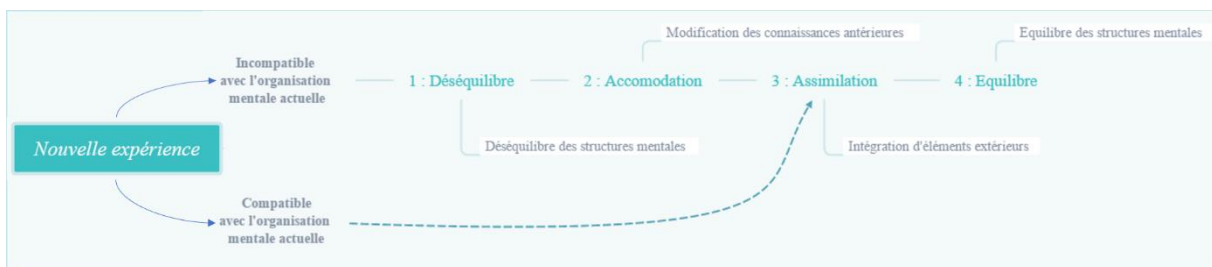 Modification des connaissances antérieures
Equilibre des structures mentales
Incompatible
avec l'organisation
mentale actuelle
1 : Déséquilibre
2 : Accomodation
3 : Assimilation
4 : Equilibre
Nouvelle expérience
Déséquilibre des structures mentales
Intégration d'éléments extérieurs
Compatible
avec l'organisation
mentale actuelle